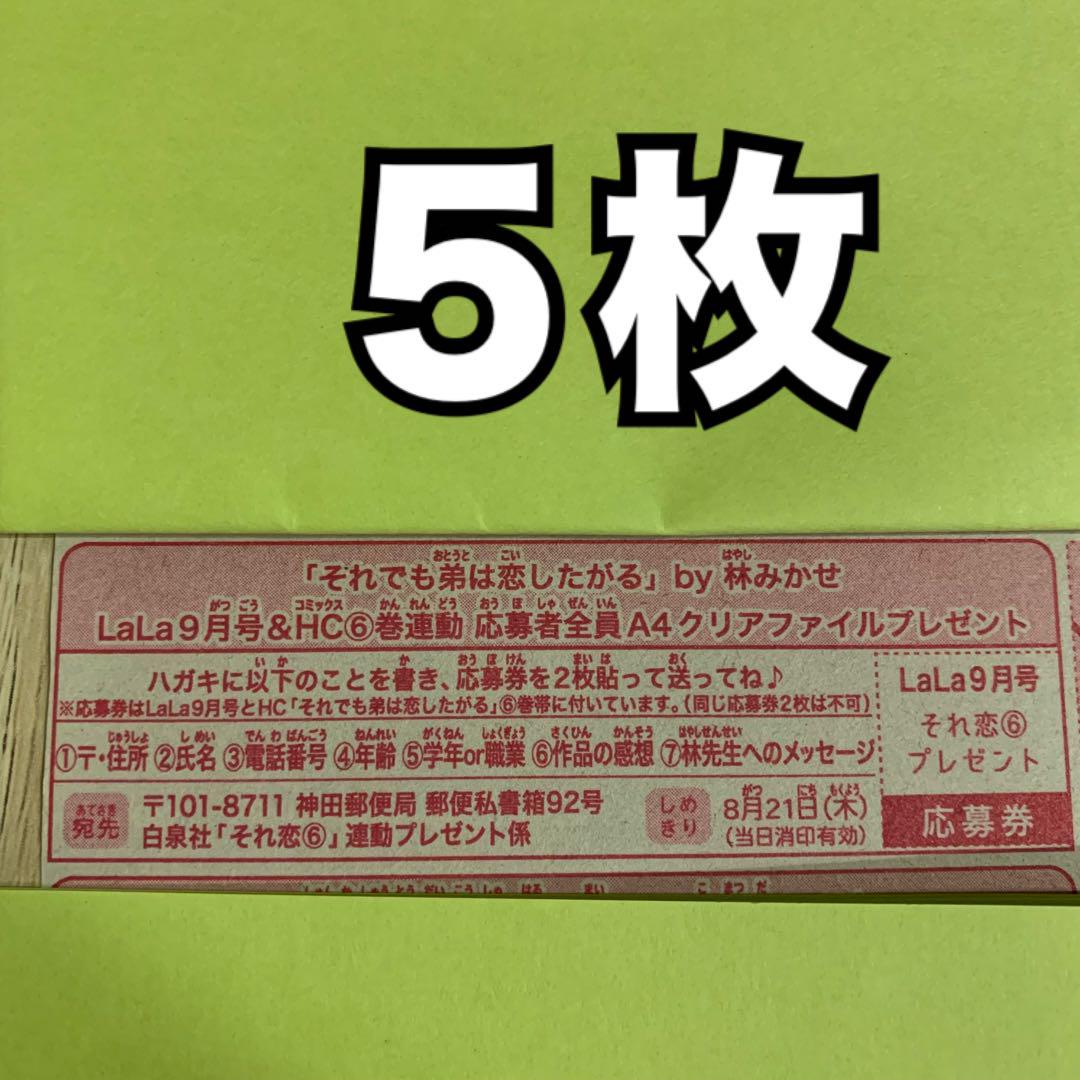 5枚
「それでも弟は恋したがる」by 林みかせ
LaLa9月号&HC⑥巻連動 応募者全員A4クリアファイルプレゼント
ハガキに以下のことを書き、応募券を2枚貼って送ってね♪
※応募券はLaLa9月号とHC「それでも弟は恋したがる」⑥巻帯に付いています。(同じ応募券2枚は不可)
①〒・住所 ②氏名 ③電話番号 ④年齢 ⑤学年or職業 ⑥作品の感想 ⑦林先生へのメッセージ
宛先 〒101-8711 神田郵便局 郵便私書箱92号
白泉社「それ恋⑥」連動プレゼント係
しめきり 8月21日(木)
(当日消印有効)
LaLa9月号
それ恋⑥
プレゼント
応募券